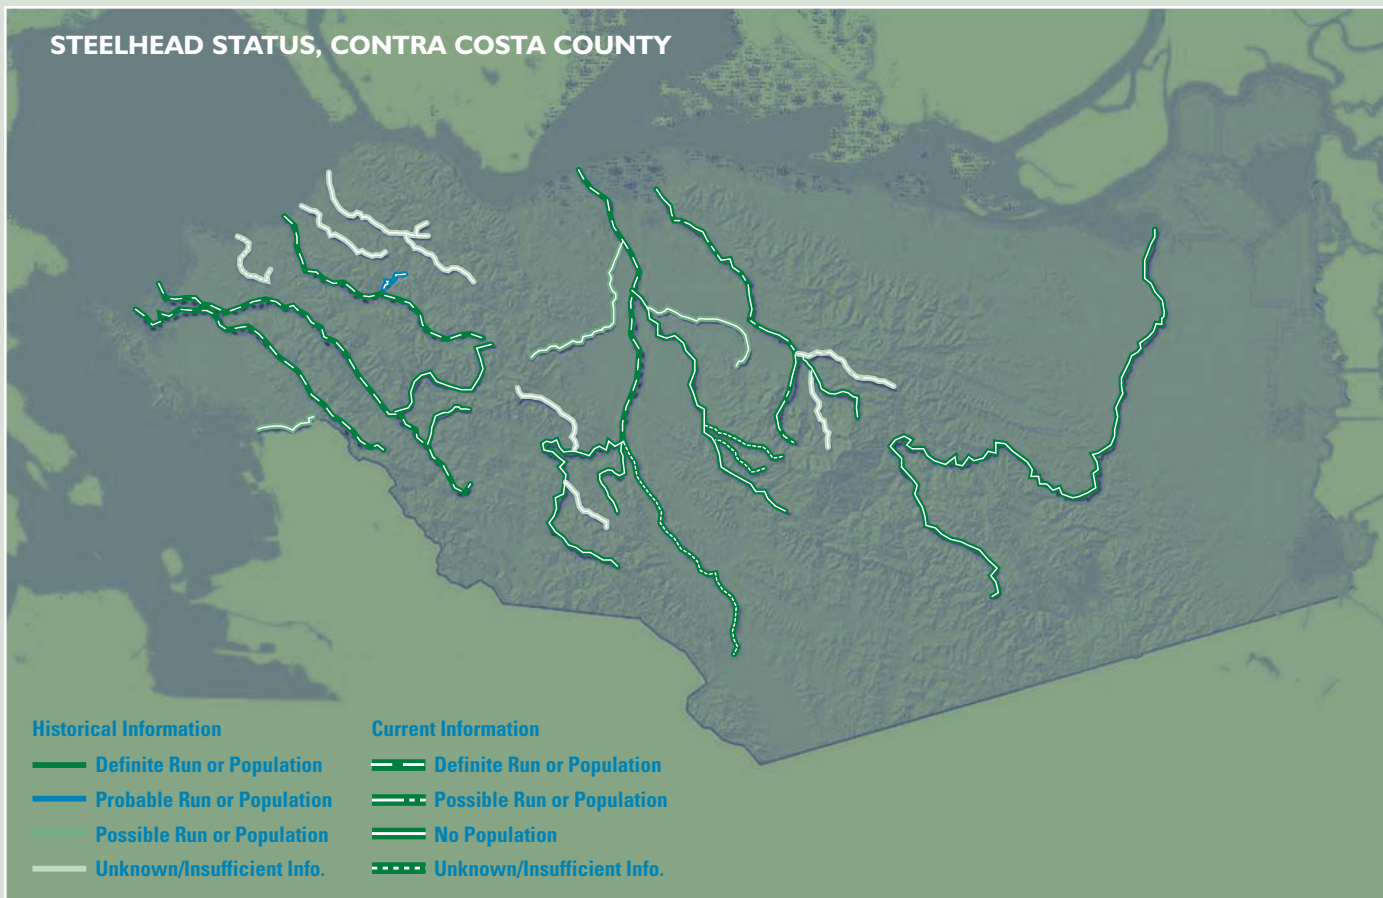 STEELHEAD STATUS, CONTRA COSTA COUNTY
Historical Information
Definite Run or Population
Probable Run or Population
Possible Run or Population
Unknown/Insufficient Info.
Current Information
Definite Run or Population
Possible Run or Population
No Population
Unknown/Insufficient Info.